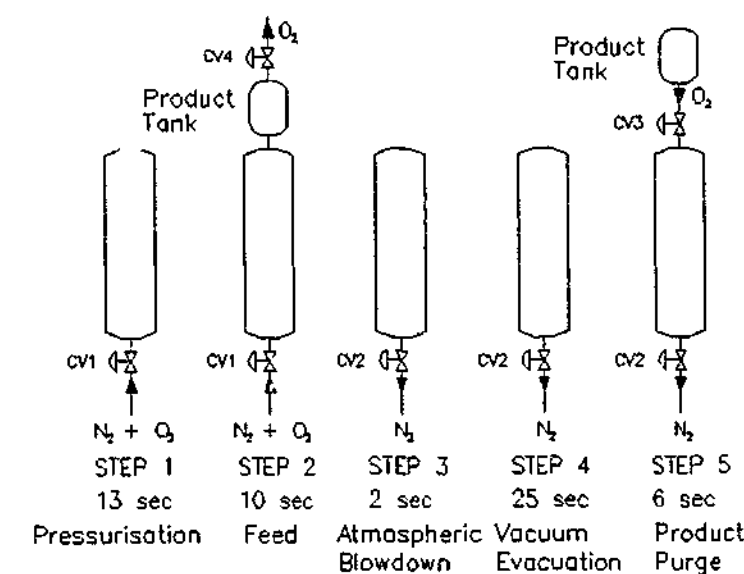 O₂
CV4
Product
Tank
Product
Tank
O₂
CV3
CV1
CV1
CV2
CV2
CV2
N₂ + O₂
N₂ + O₂
N₂
N₂
N₂
STEP 1
STEP 2
STEP 3
STEP 4
STEP 5
13 sec
10 sec
2 sec
25 sec
6 sec
Pressurisation
Feed
Atmospheric
Blowdown
Vacuum
Evacuation
Product
Purge